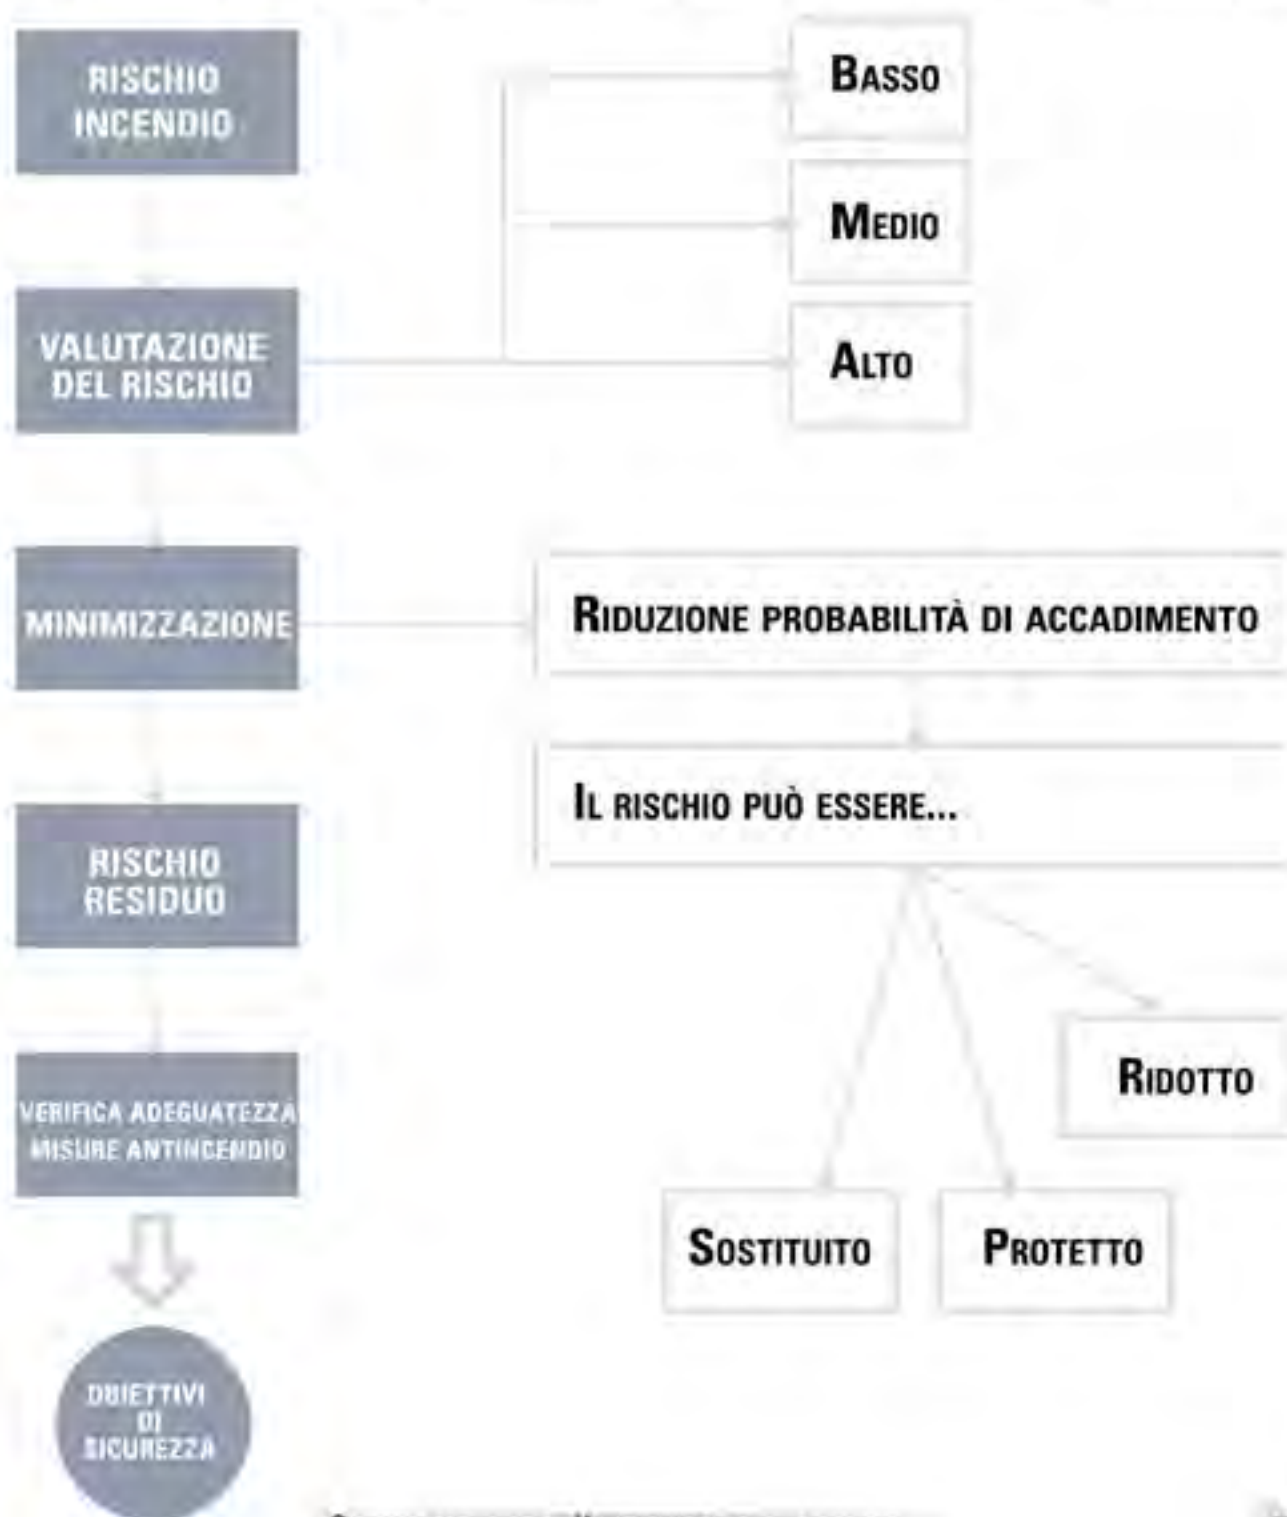 RISCHIO
INCENDIO
BASSO
MEDIO
VALUTAZIONE
DEL RISCHIO
ALTO
MINIMIZZAZIONE
RIDUZIONE PROBABILITÀ DI ACCADIMENTO
IL RISCHIO PUÒ ESSERE...
RISCHIO
RESIDUO
RIDOTTO
VERIFICA ADEGUATEZZA
MISURE ANTINCENDIO
SOSTITUITO
PROTETTO
OBIETTIVI
DI
SICUREZZA